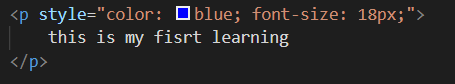 <p style="color: blue; font-size: 18px;">
this is my fisrt learning
</p>